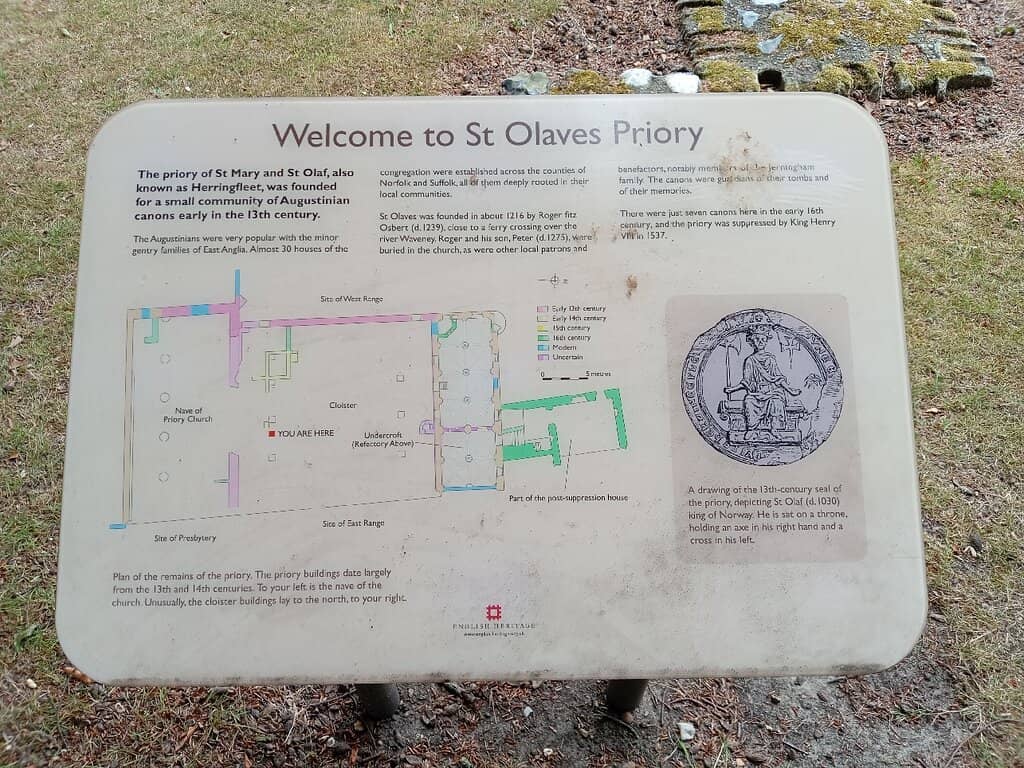 Welcome to St Olaves Priory
The priory of St Mary and St Olaf, also
known as Herringfleet, was founded
for a small community of Augustinian
canons early in the 13th century.
The Augustinians were very popular with the minor
gentry families of East Anglia. Almost 30 houses of the
congregation were established across the counties of
Norfolk and Suffolk, all of them deeply rooted in their
local communities.
St Olaves was founded in about 1216 by Roger fitz
Osbert (d.1239), close to a ferry crossing over the
river Waveney. Roger and his son, Peter (d.1275), were
buried in the church, as were other local patrons and
benefactors, notably members of the Jerningham
family. The canons were guardians of their tombs and
of their memories.
There were just seven canons here in the early 16th
century, and the priory was suppressed by King Henry
VIII in 1537.
Site of West Range
Early 13th century
Early 14th century
15th century
16th century
Modern
Uncertain
0 5 metres
Nave of
Priory Church
Cloister
YOU ARE HERE
Undercroft
(Refectory Above)
Part of the post-suppression house
Site of East Range
Site of Presbytery
A drawing of the 13th-century seal of
the priory, depicting St Olaf (d.1030)
king of Norway. He is sat on a throne,
holding an axe in his right hand and a
cross in his left.
Plan of the remains of the priory. The priory buildings date largely
from the 13th and 14th centuries. To your left is the nave of the
church. Unusually, the cloister buildings lay to the north, to your right.
ENGLISH HERITAGE
www.english-heritage.org.uk